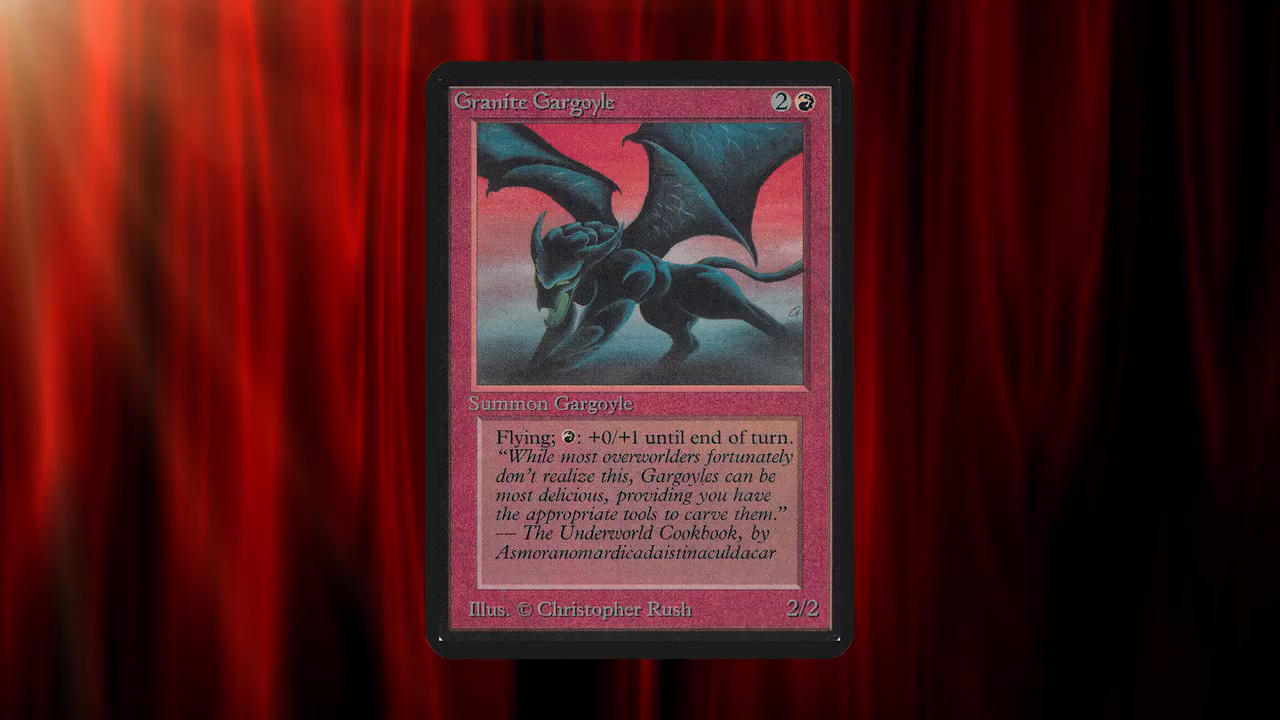 Granite Gargoyle 2
Summon Gargoyle
Flying; : +0/+1 until end of turn.
“While most overworlders fortunately
don’t realize this, Gargoyles can be
most delicious, providing you have
the appropriate tools to carve them.”
— The Underworld Cookbook, by
Asmoranomardicadaistinaculdacar
Illus. © Christopher Rush 2/2